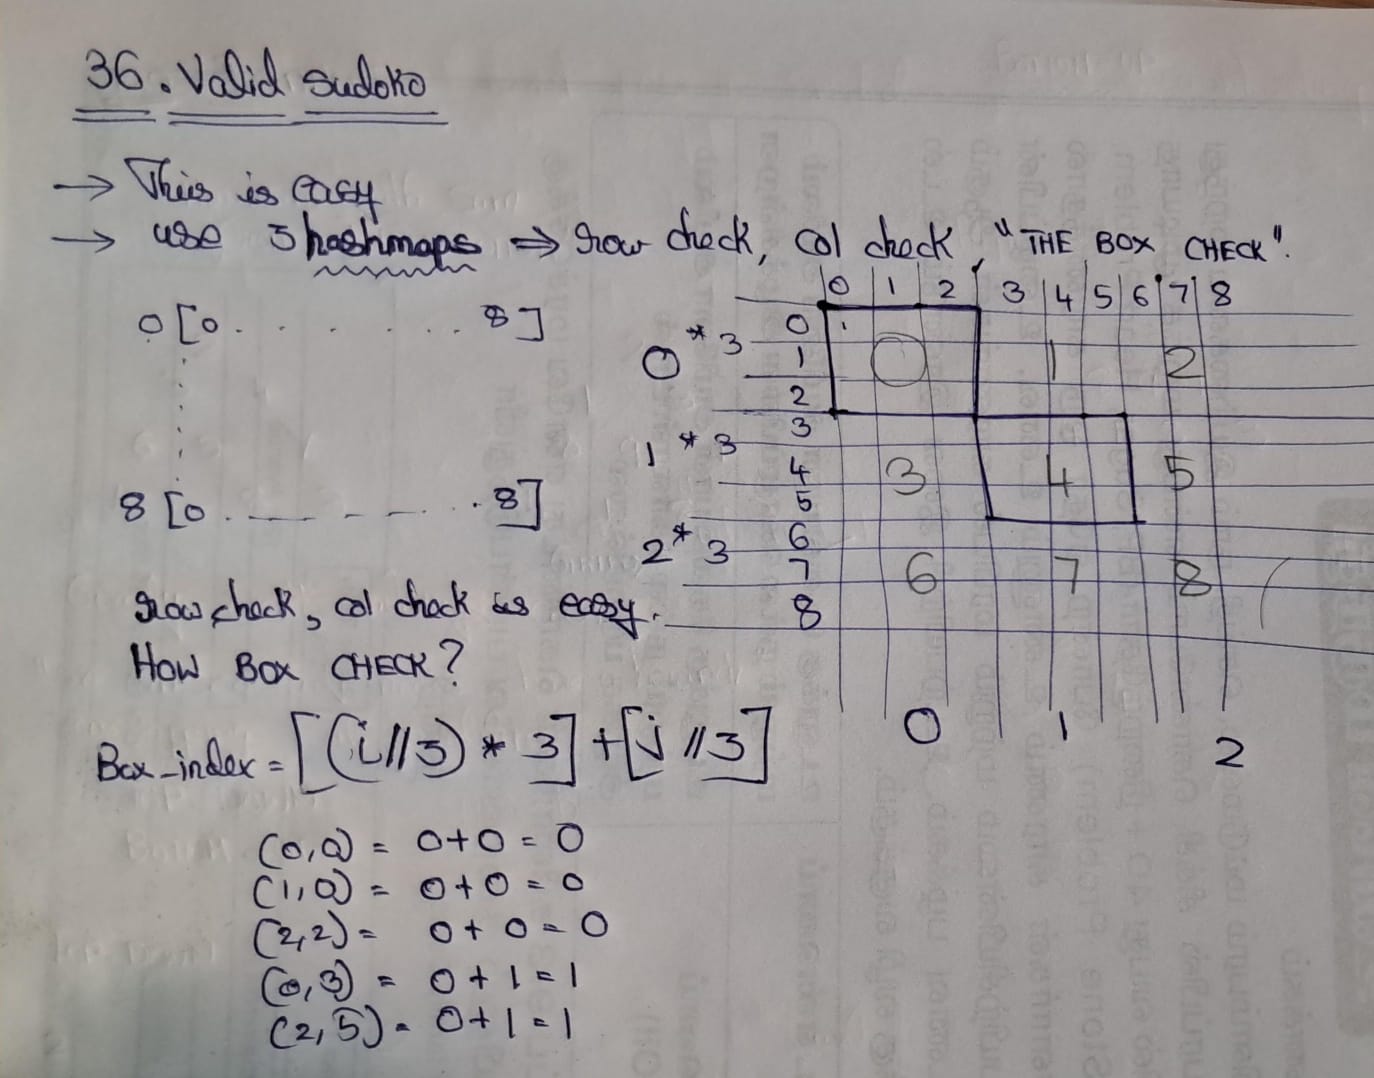 36. Valid Sudoko
→ This is easy
→ use 3 hashmaps ⇒ row check, col check, "THE BOX CHECK".
0 1 2 3 4 5 6 7 8
0 [0 . . . . . . . 8]
8 [0 . _ _ _ _ . 8]
0 * 3
1 * 3
2 * 3
0
1
2
3
4
5
6
7
8
0 1 2
3 4 5
6 7 8
0 1 2
row check, col check is easy.
HOW BOX CHECK?
Box_index = [(i//3) * 3] + [j //3]
(0,0) = 0+0 = 0
(1,0) = 0+0 = 0
(2,2) = 0+0 = 0
(0,3) = 0+1 = 1
(2,5) = 0+1 = 1